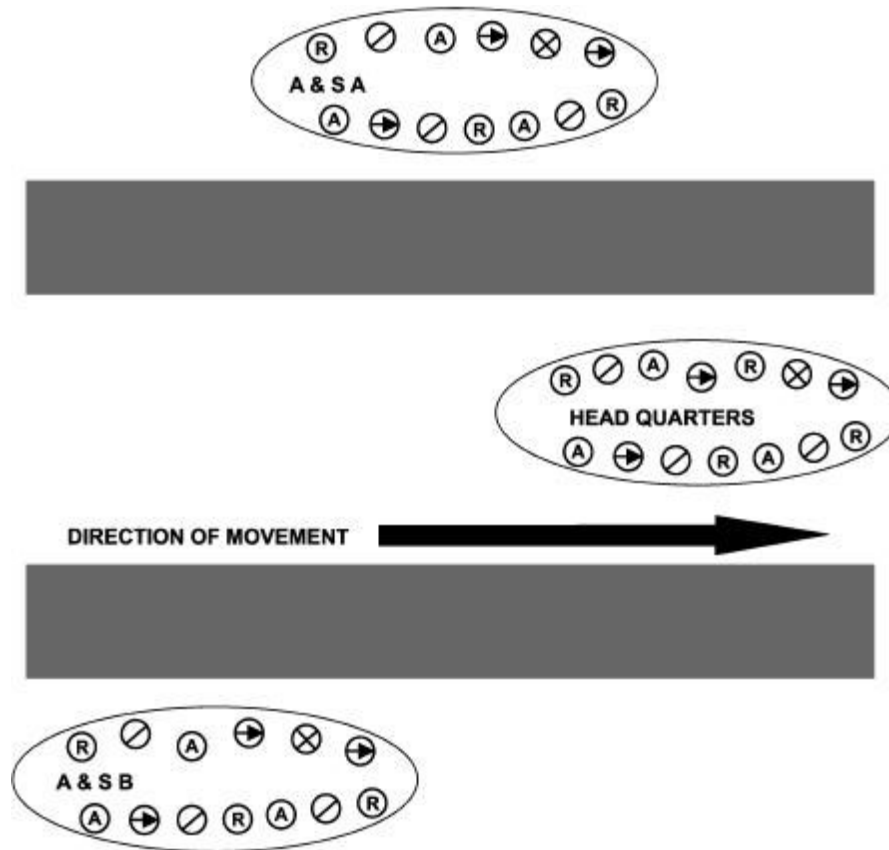 R A
A & S A
A R A R
R A R
HEAD QUARTERS
A R A R
DIRECTION OF MOVEMENT
R A
A & S B
A R A R